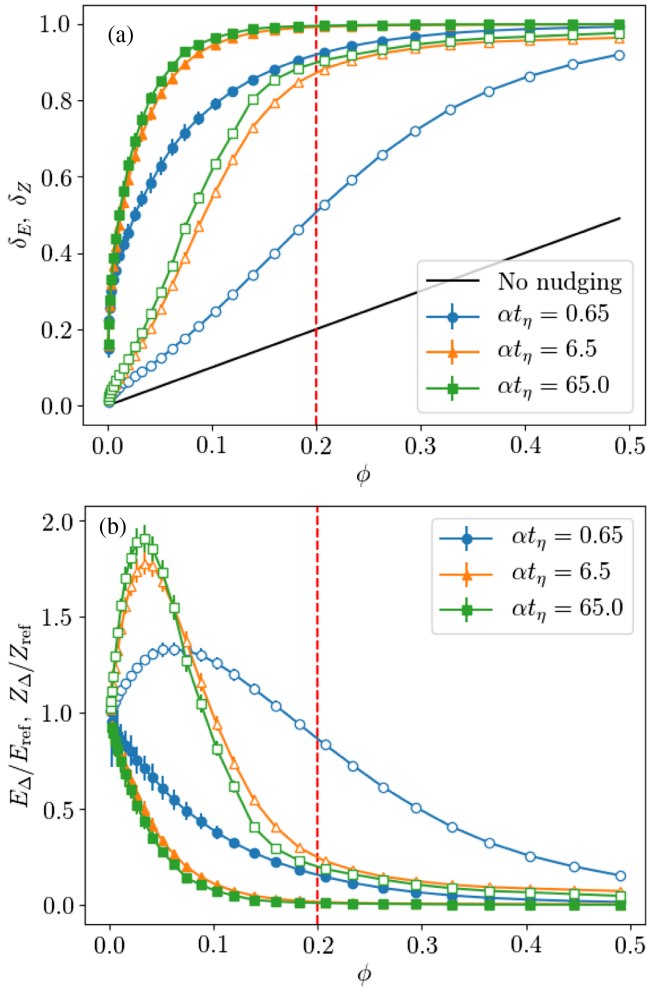 (a)
1.0
0.8
0.6
0.4
0.2
0.0
δ_E, δ_Z
No nudging
αt_η = 0.65
αt_η = 6.5
αt_η = 65.0
0.0 0.1 0.2 0.3 0.4 0.5
ϕ
(b)
2.0
1.5
1.0
0.5
0.0
E_Δ/E_ref, Z_Δ/Z_ref
αt_η = 0.65
αt_η = 6.5
αt_η = 65.0
0.0 0.1 0.2 0.3 0.4 0.5
ϕ